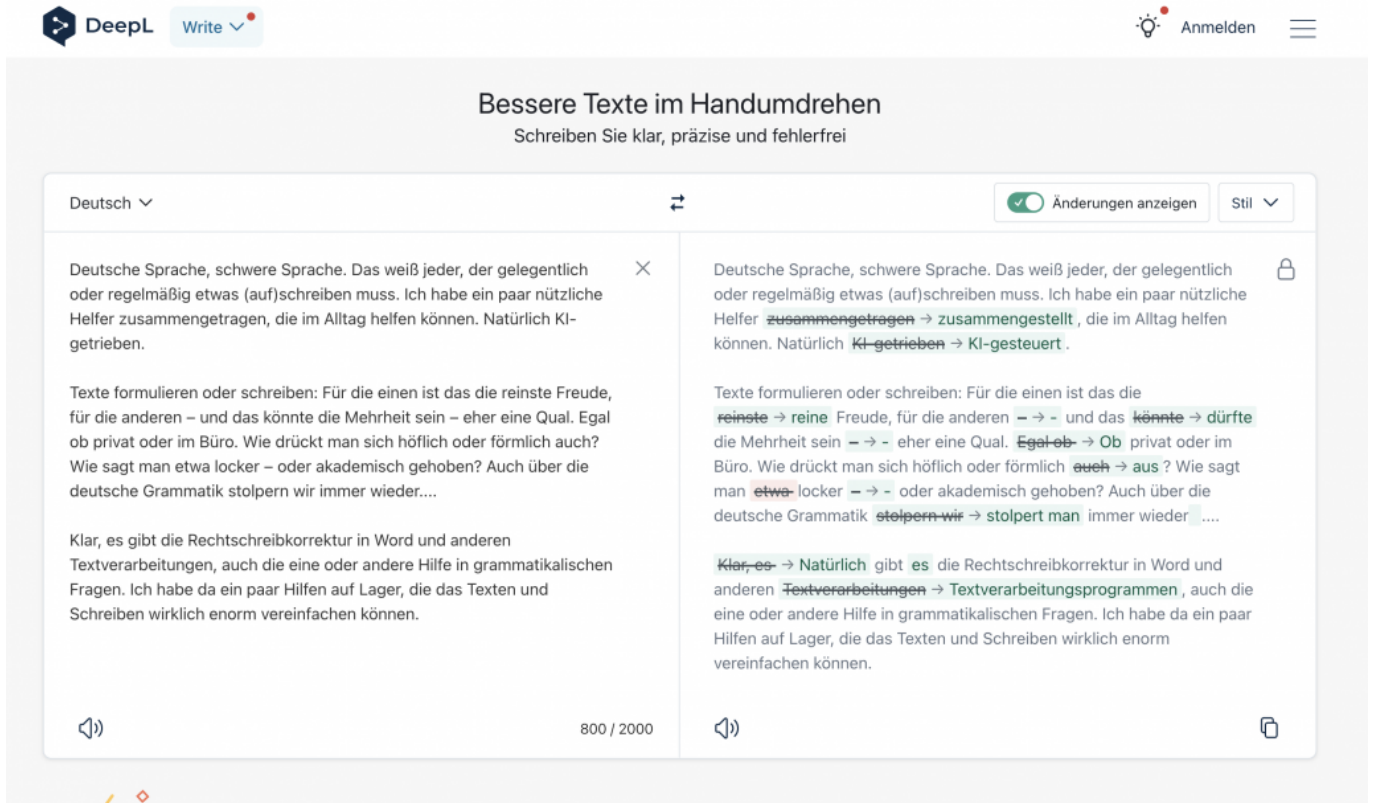 DeepL Write Anmelden
Bessere Texte im Handumdrehen
Schreiben Sie klar, präzise und fehlerfrei
Deutsch Änderungen anzeigen Stil
Deutsche Sprache, schwere Sprache. Das weiß jeder, der gelegentlich
oder regelmäßig etwas (auf)schreiben muss. Ich habe ein paar nützliche
Helfer zusammengetragen, die im Alltag helfen können. Natürlich KI-
getrieben.
Texte formulieren oder schreiben: Für die einen ist das die reinste Freude,
für die anderen – und das könnte die Mehrheit sein – eher eine Qual. Egal
ob privat oder im Büro. Wie drückt man sich höflich oder förmlich auch?
Wie sagt man etwa locker – oder akademisch gehoben? Auch über die
deutsche Grammatik stolpern wir immer wieder....
Klar, es gibt die Rechtschreibkorrektur in Word und anderen
Textverarbeitungen, auch die eine oder andere Hilfe in grammatikalischen
Fragen. Ich habe da ein paar Hilfen auf Lager, die das Texten und
Schreiben wirklich enorm vereinfachen können.
800 / 2000
Deutsche Sprache, schwere Sprache. Das weiß jeder, der gelegentlich
oder regelmäßig etwas (auf)schreiben muss. Ich habe ein paar nützliche
Helfer zusammengetragen → zusammengestellt, die im Alltag helfen
können. Natürlich KI-getrieben → KI-gesteuert.
Texte formulieren oder schreiben: Für die einen ist das die
reinste → reine Freude, für die anderen – → - und das könnte → dürfte
die Mehrheit sein – → - eher eine Qual. Egal ob → Ob privat oder im
Büro. Wie drückt man sich höflich oder förmlich auch → aus? Wie sagt
man etwa locker – → - oder akademisch gehoben? Auch über die
deutsche Grammatik stolpern wir → stolpert man immer wieder ....
Klar, es → Natürlich gibt es die Rechtschreibkorrektur in Word und
anderen Textverarbeitungen → Textverarbeitungsprogrammen, auch die
eine oder andere Hilfe in grammatikalischen Fragen. Ich habe da ein paar
Hilfen auf Lager, die das Texten und Schreiben wirklich enorm
vereinfachen können.